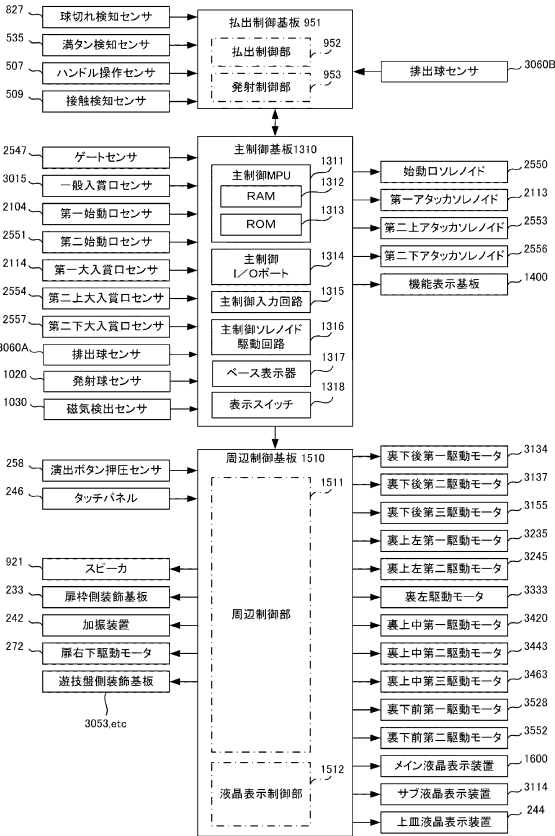 827 球切れ検知センサ
535 満タン検知センサ
507 ハンドル操作センサ
509 接触検知センサ
払出制御基板 951
払出制御部 952
発射制御部 953
排出球センサ 3060B
2547 ゲートセンサ
3015 一般入賞口センサ
2104 第一始動口センサ
2551 第二始動口センサ
2114 第一大入賞口センサ
2554 第二上大入賞口センサ
2557 第二下大入賞口センサ
3060A 排出球センサ
1020 発射球センサ
1030 磁気検出センサ
主制御基板1310
主制御MPU 1311
RAM 1312
ROM 1313
主制御
I/Oポート 1314
主制御入力回路 1315
主制御ソレノイド
駆動回路 1316
ベース表示器 1317
表示スイッチ 1318
始動口ソレノイド 2550
第一アタッカソレノイド 2113
第二上アタッカソレノイド 2553
第二下アタッカソレノイド 2556
機能表示基板 1400
258 演出ボタン押圧センサ
246 タッチパネル
921 スピーカ
233 扉枠側装飾基板
242 加振装置
272 扉右下駆動モータ
遊技盤側装飾基板
3053,etc
周辺制御基板 1510
1511
周辺制御部
1512
液晶表示制御部
裏下後第一駆動モータ 3134
裏下後第二駆動モータ 3137
裏下後第三駆動モータ 3155
裏上左第一駆動モータ 3235
裏上左第二駆動モータ 3245
裏左駆動モータ 3333
裏上中第一駆動モータ 3420
裏上中第二駆動モータ 3443
裏上中第三駆動モータ 3463
裏下前第一駆動モータ 3528
裏下前第二駆動モータ 3552
メイン液晶表示装置 1600
サブ液晶表示装置 3114
上皿液晶表示装置 244